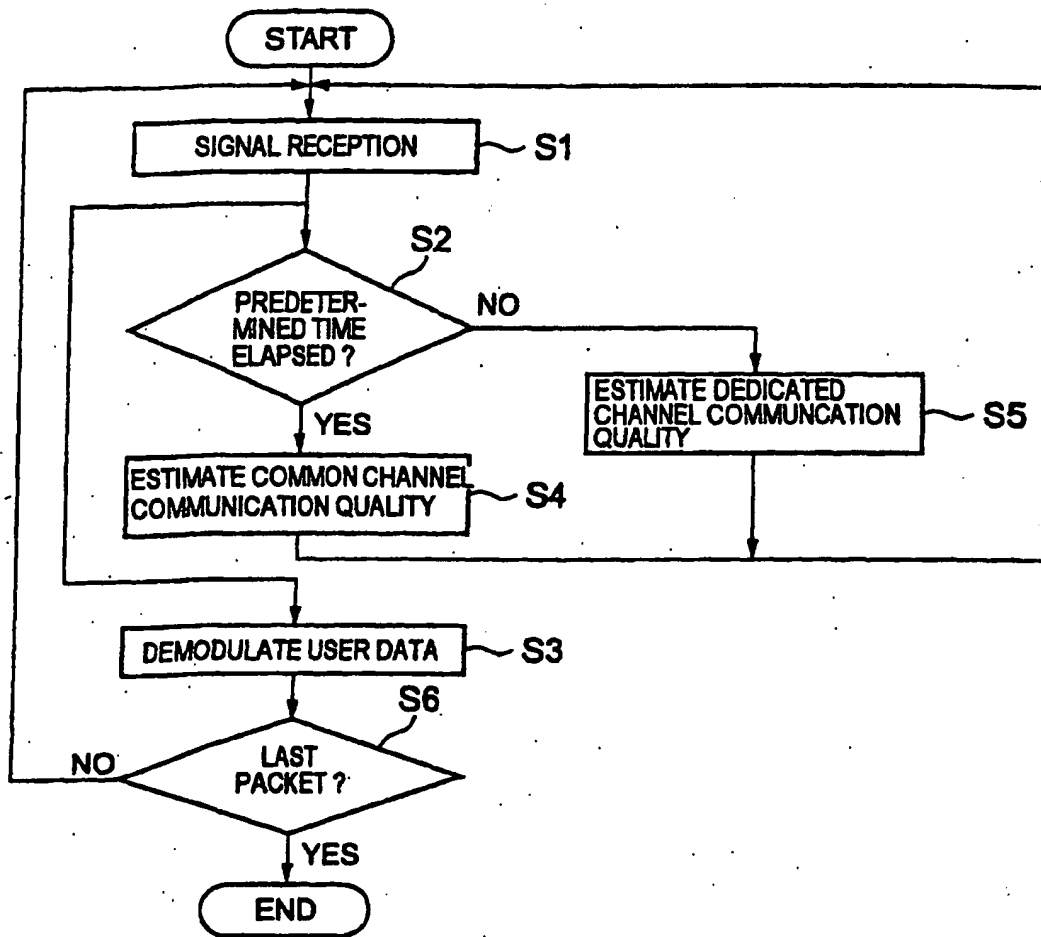 START
SIGNAL RECEPTION
S1
S2
PREDETER-
MINED TIME
ELAPSED ?
NO
YES
ESTIMATE DEDICATED
CHANNEL COMMUNCATION
QUALITY
S5
ESTIMATE COMMON CHANNEL
COMMUNICATION QUALITY
S4
DEMODULATE USER DATA
S3
S6
LAST
PACKET ?
NO
YES
END